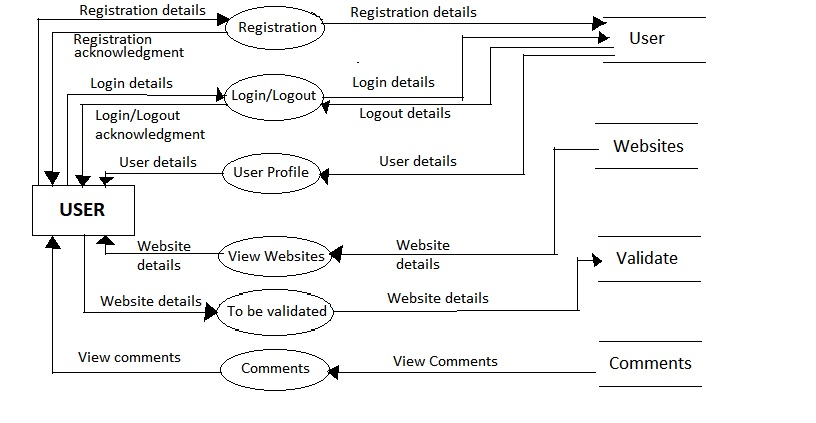 Registration details
Registration details
Registration
Registration
acknowledgment
User
Login details
Login details
Login/Logout
Login/Logout
acknowledgment
Logout details
Websites
User details
User details
User Profile
USER
Website
details
Website
details
View Websites
Validate
Website details
Website details
To be validated
View comments
View Comments
Comments
Comments